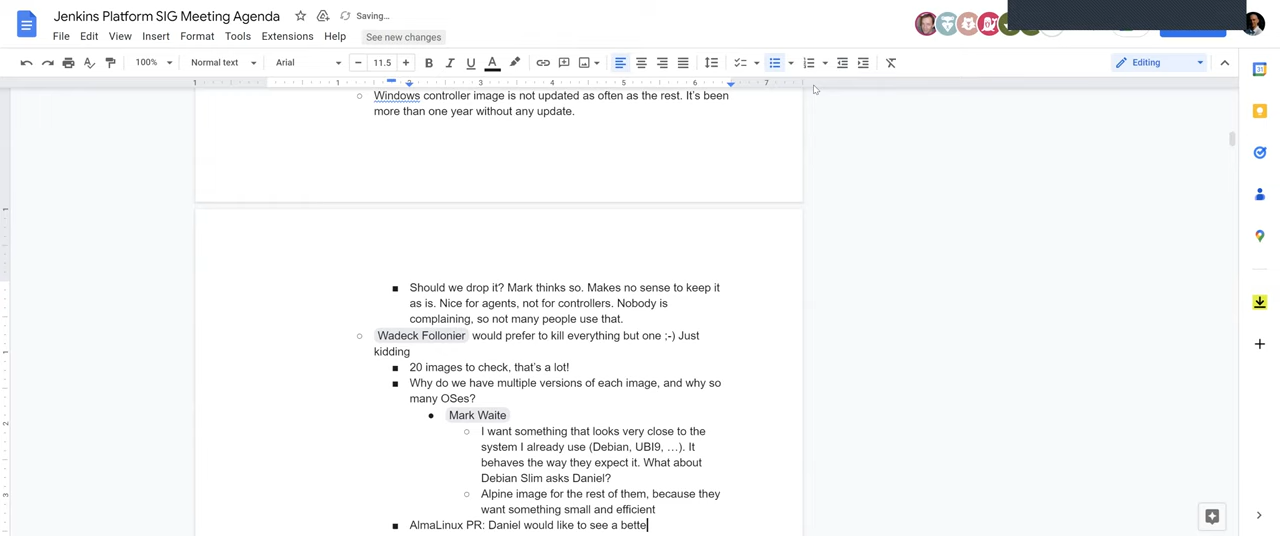 Jenkins Platform SIG Meeting Agenda
Saving…
File Edit View Insert Format Tools Extensions Help See new changes
100% Normal text Arial 11.5 B I U A Editing
1 1 2 3 4 5 6 7
Windows controller image is not updated as often as the rest. It's been
more than one year without any update.
Should we drop it? Mark thinks so. Makes no sense to keep it
as is. Nice for agents, not for controllers. Nobody is
complaining, so not many people use that.
Wadeck Follonier would prefer to kill everything but one ;-) Just
kidding
20 images to check, that's a lot!
Why do we have multiple versions of each image, and why so
many OSes?
Mark Waite
I want something that looks very close to the
system I already use (Debian, UBI9, …). It
behaves the way they expect it. What about
Debian Slim asks Daniel?
Alpine image for the rest of them, because they
want something small and efficient
AlmaLinux PR: Daniel would like to see a bette